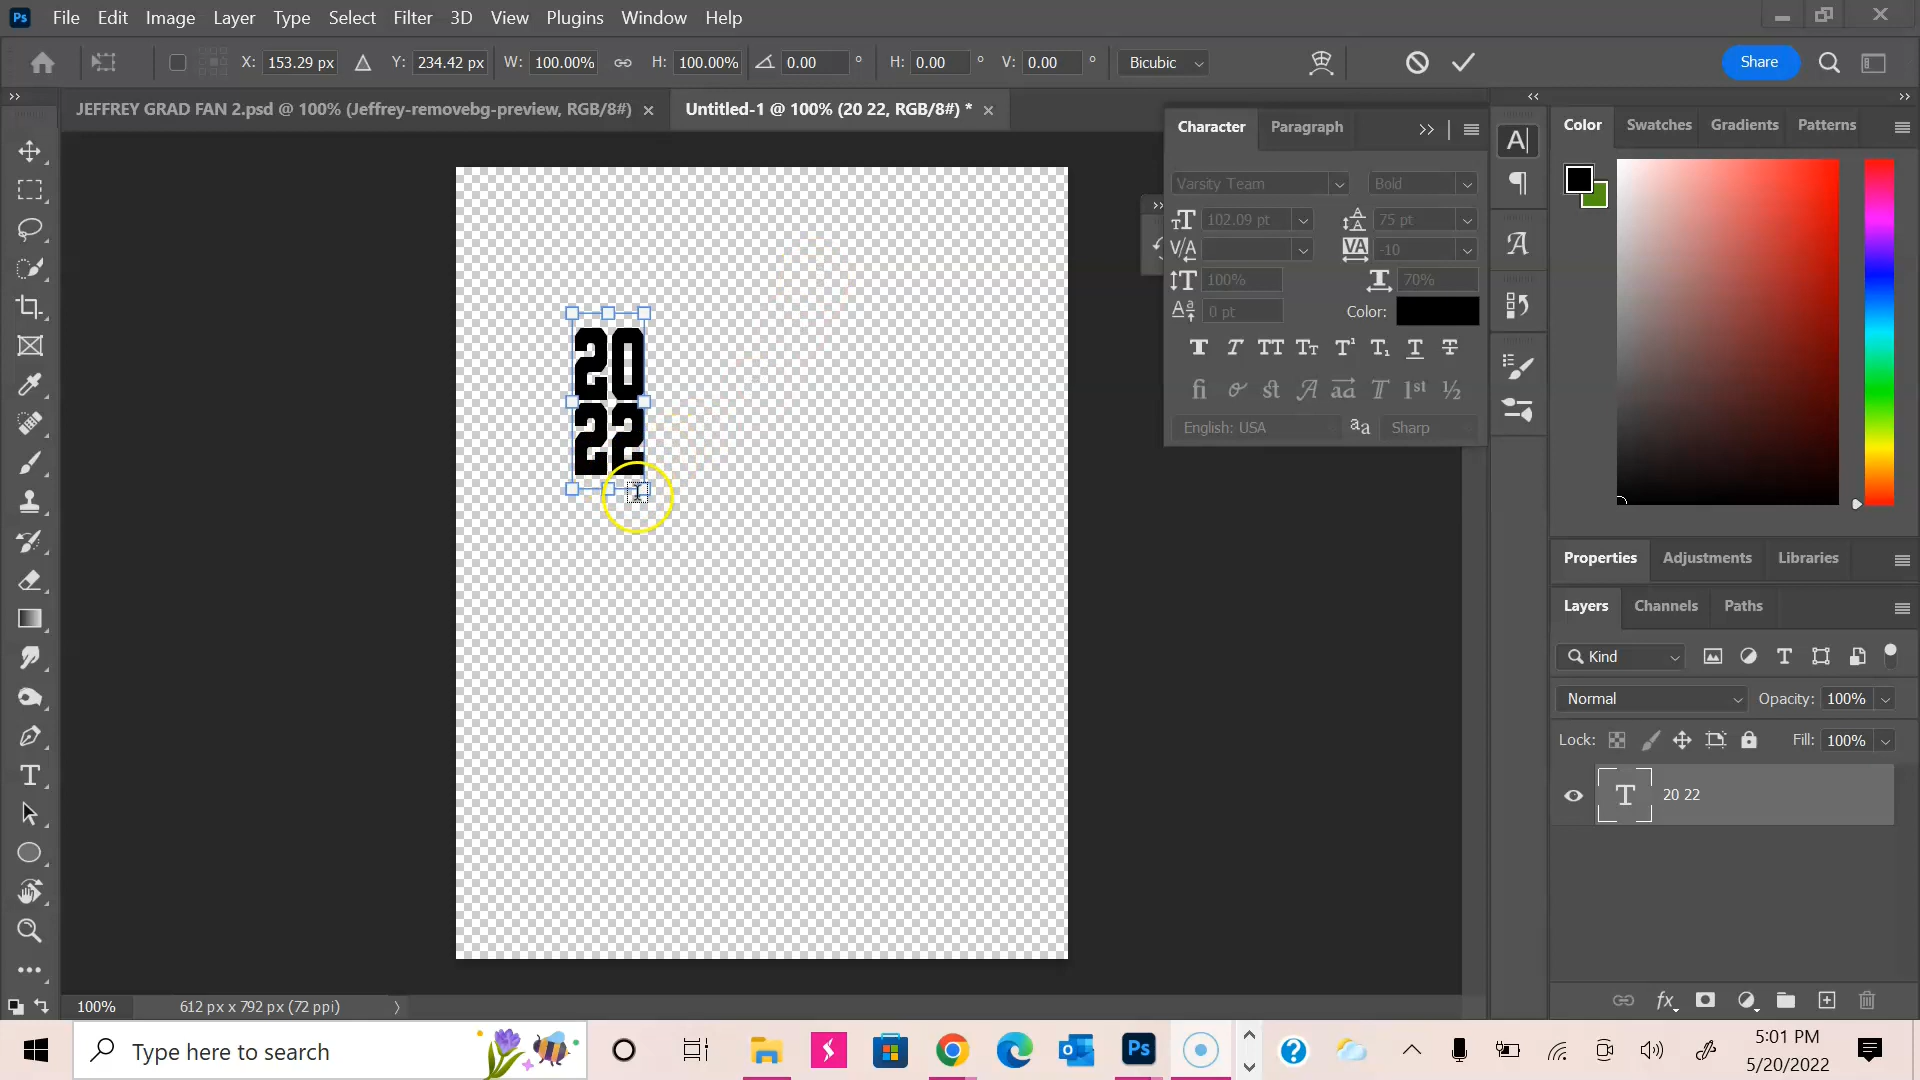 Ps File Edit Image Layer Type Select Filter 3D View Plugins Window Help
X: 153.29 px Y: 234.42 px W: 100.00% H: 100.00% 0.00 ° H: 0.00 ° V: 0.00 ° Bicubic Share
JEFFREY GRAD FAN 2.psd @ 100% (Jeffrey-removebg-preview, RGB/8#) × Untitled-1 @ 100% (20 22, RGB/8#) * ×
Character Paragraph
Varsity Team Bold
102.09 pt 75 pt
-10
100% 70%
0 pt Color:
English: USA Sharp
Color Swatches Gradients Patterns
20
22
Properties Adjustments Libraries
Layers Channels Paths
Kind
Normal Opacity: 100%
Lock: Fill: 100%
20 22
100% 612 px x 792 px (72 ppi)
Type here to search
Ps
5:01 PM
5/20/2022